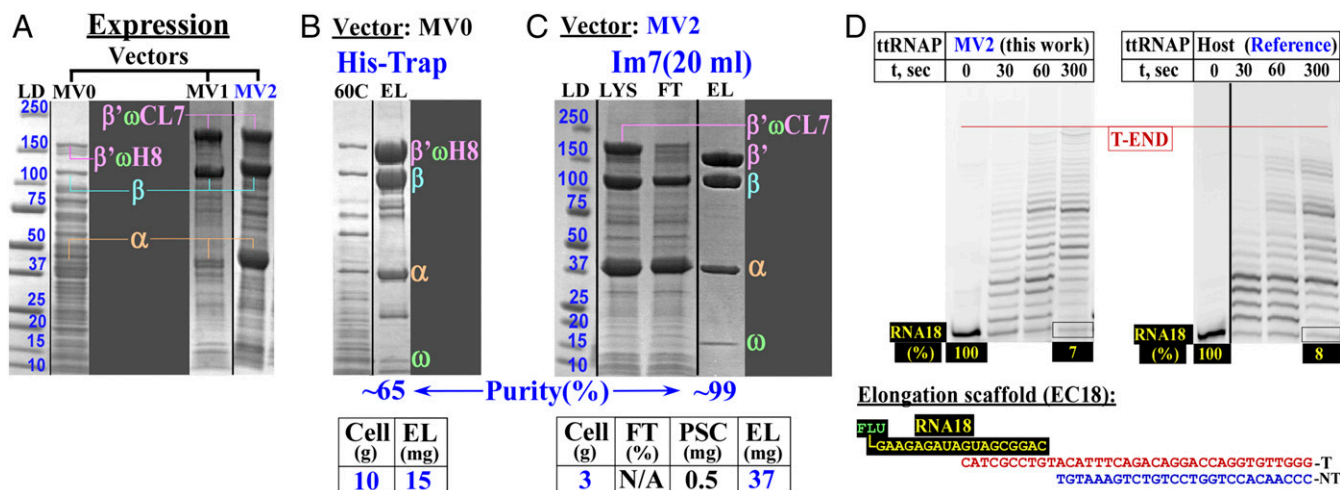 A
Expression
Vectors
LD MV0 MV1 MV2
250
150
100
75
50
37
25
20
15
10
β'ωCL7
β'ωH8
β
α
B
Vector: MV0
His-Trap
60C EL
β'ωH8
β
α
ω
C
Vector: MV2
Im7(20 ml)
LD LYS FT EL
250
150
100
75
50
37
25
20
15
10
β'ωCL7
β'
β
α
ω
~65 Purity(%) ~99
Cell (g) EL (mg)
10 15
Cell (g) FT (%) PSC (mg) EL (mg)
3 N/A 0.5 37
D
ttRNAP MV2 (this work)
t, sec 0 30 60 300
ttRNAP Host (Reference)
t, sec 0 30 60 300
T-END
RNA18 (%) 100 7
RNA18 (%) 100 8
Elongation scaffold (EC18):
FLU RNA18
GAAGAGAUAGUAGCGGAC
CATCGCCTGTACATTTCAGACAGGACCAGGTGTTGGG-T
TGTAAAGTCTGTCCTGGTCCACAACCC-NT